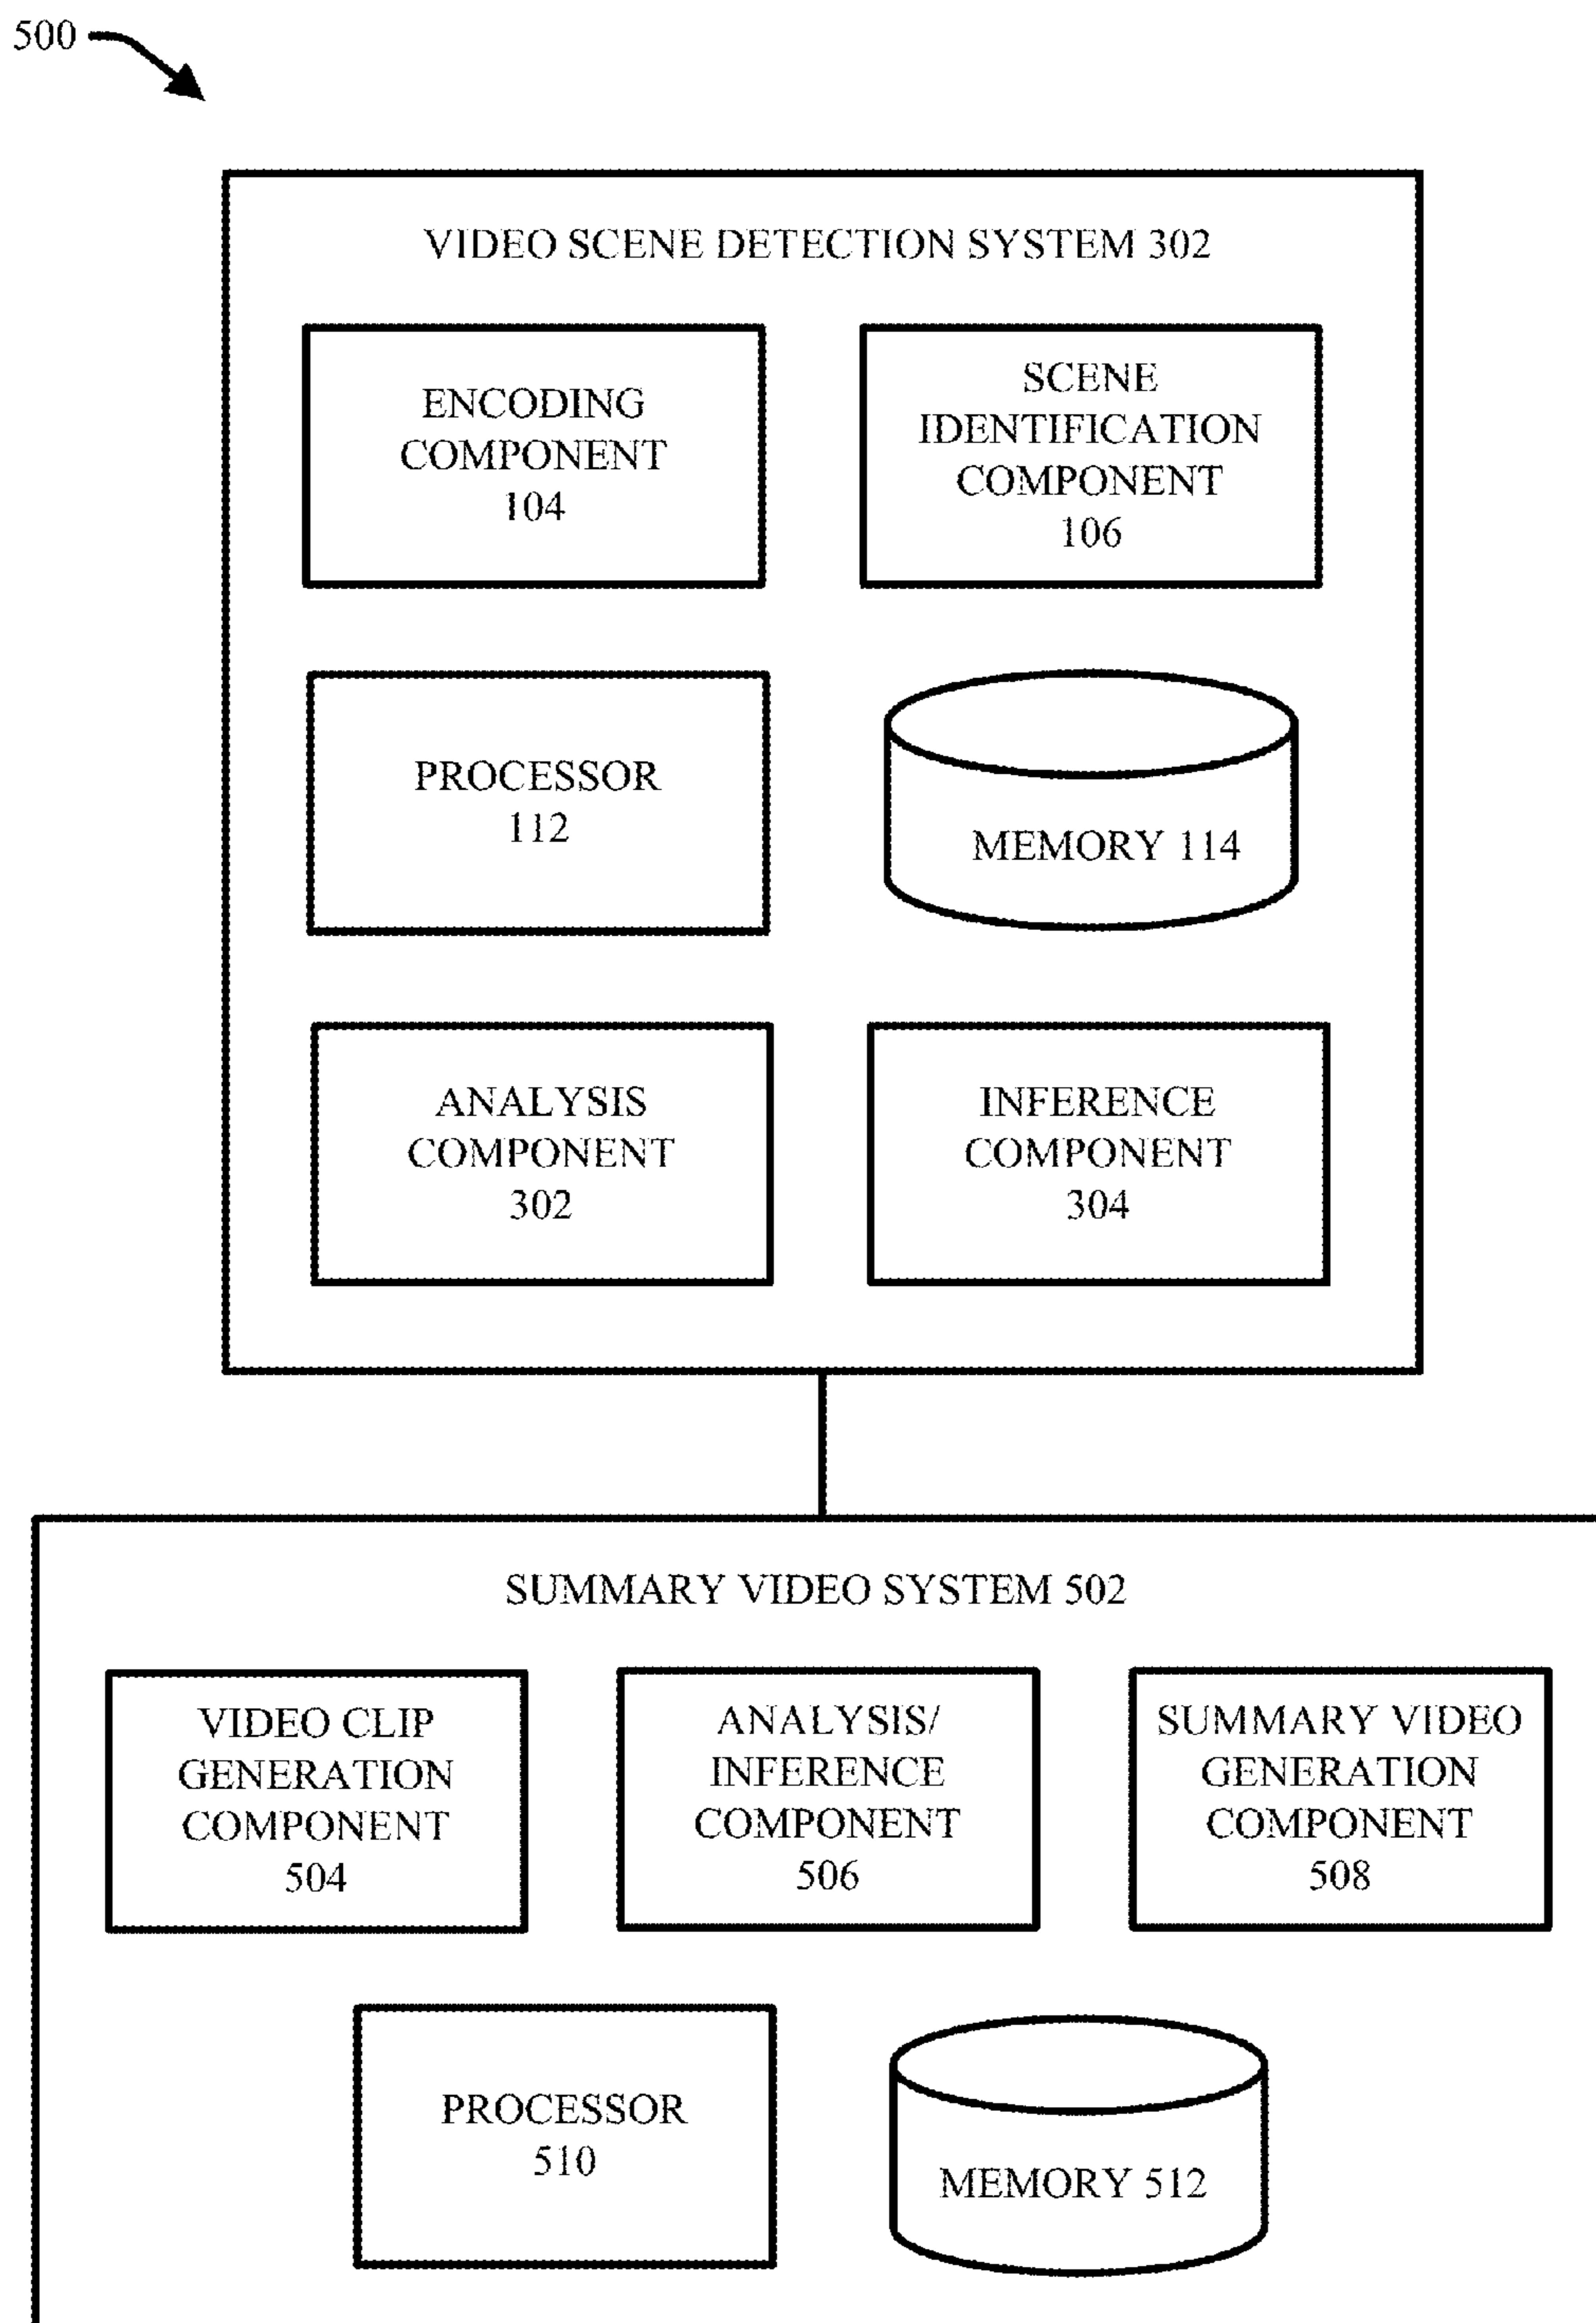 500
VIDEO SCENE DETECTION SYSTEM 302
ENCODING
COMPONENT
104
SCENE
IDENTIFICATION
COMPONENT
106
PROCESSOR
112
MEMORY 114
ANALYSIS
COMPONENT
302
INFERENCE
COMPONENT
304
SUMMARY VIDEO SYSTEM 502
VIDEO CLIP
GENERATION
COMPONENT
504
ANALYSIS/
INFERENCE
COMPONENT
506
SUMMARY VIDEO
GENERATION
COMPONENT
508
PROCESSOR
510
MEMORY 512